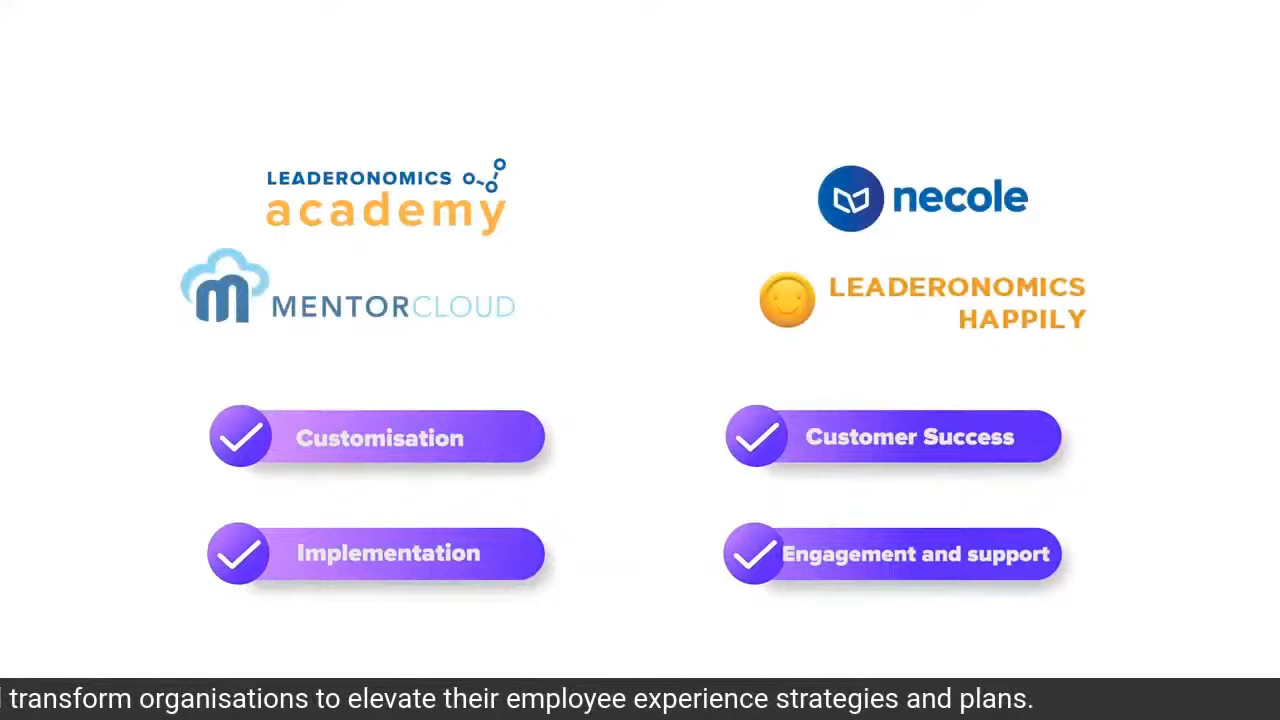 LEADERONOMICS
academy
necole
MENTORCLOUD
LEADERONOMICS
HAPPILY
Customisation
Customer Success
Implementation
Engagement and support
transform organisations to elevate their employee experience strategies and plans.